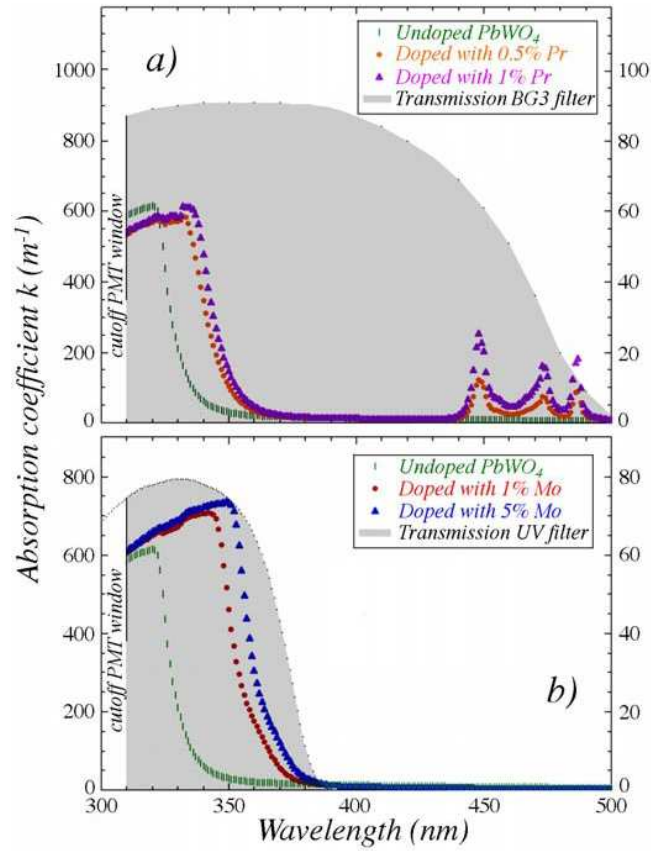 a)
Undoped PbWO4
Doped with 0.5% Pr
Doped with 1% Pr
Transmission BG3 filter
1000
800
600
400
200
0
100
80
60
40
20
0
cutoff PMT window
Absorption coefficient k (m-1)
Undoped PbWO4
Doped with 1% Mo
Doped with 5% Mo
Transmission UV filter
1000
800
600
400
200
0
80
60
40
20
0
cutoff PMT window
b)
300
350
400
450
500
Wavelength (nm)